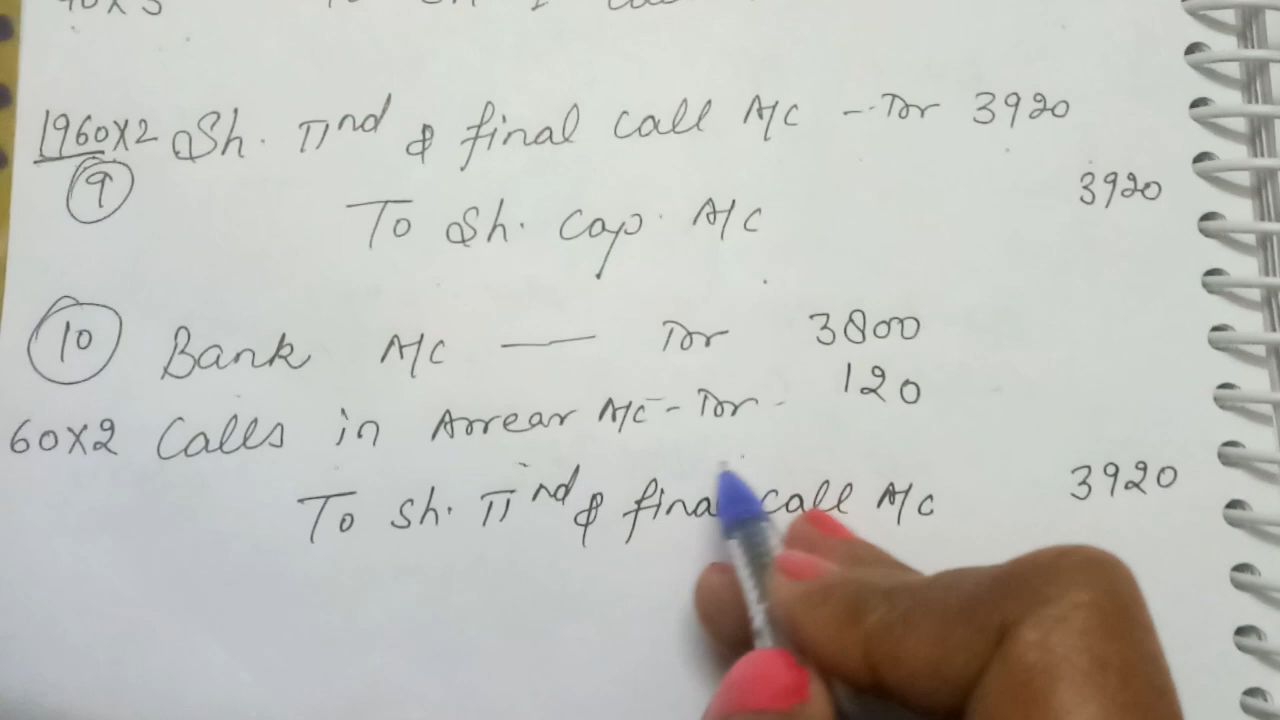 1960X2 Sh. IInd & final call A/C - Dr 3920
9
To Sh. Cap. A/C 3920
10 Bank A/C — Dr 3800
60X2 Calls in Arrear A/C - Dr - 120
To Sh. IInd & final call A/C 3920